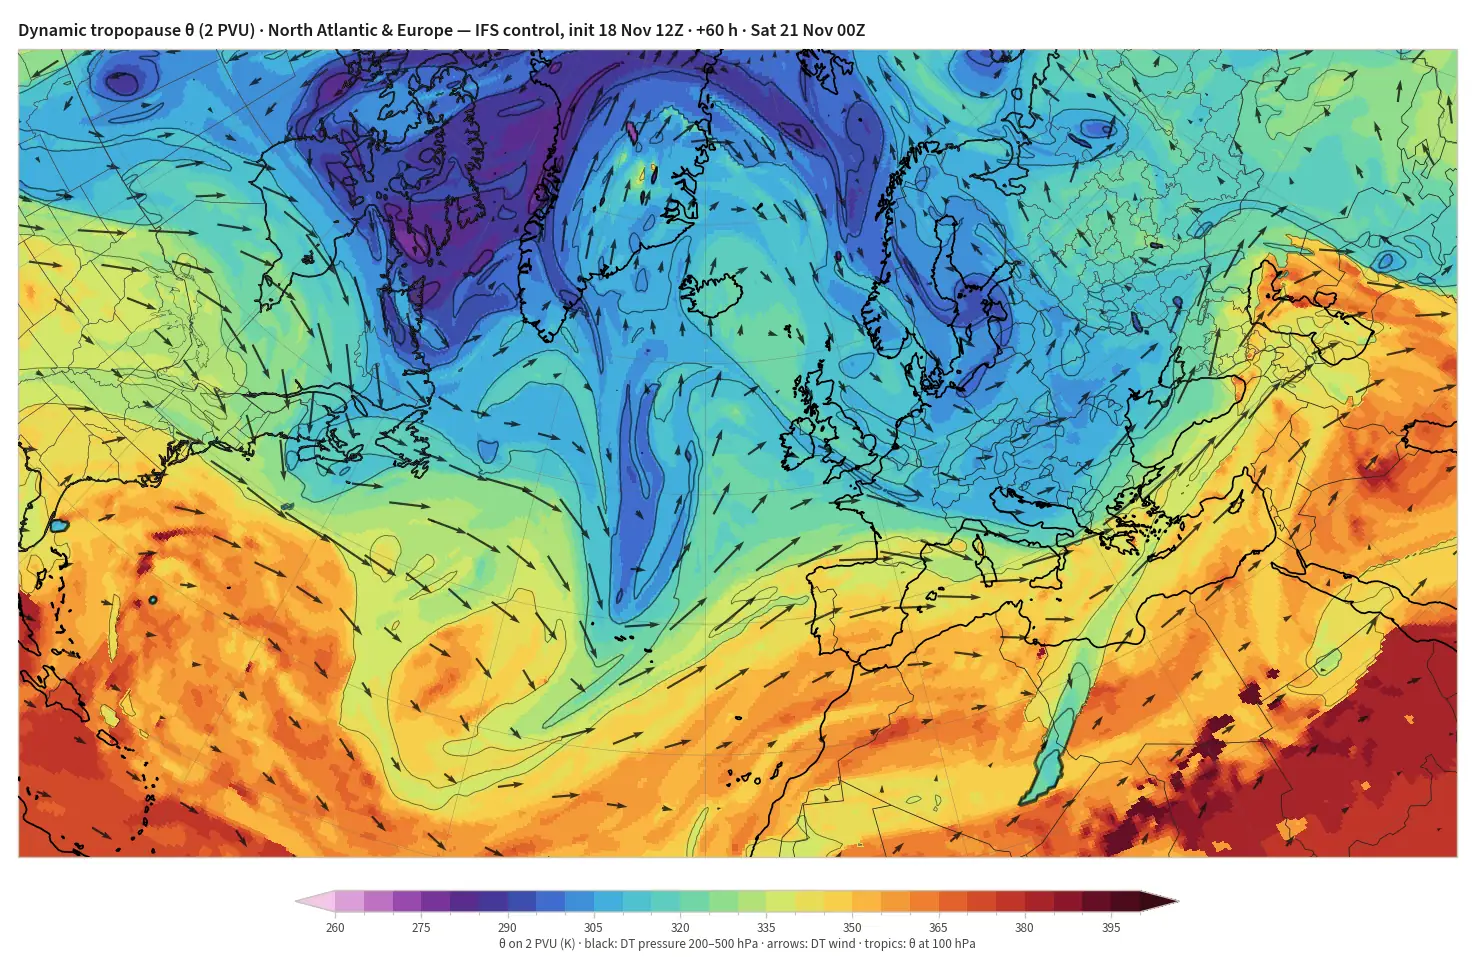 Dynamic tropopause θ (2 PVU) · North Atlantic & Europe — IFS control, init 18 Nov 12Z · +60 h · Sat 21 Nov 00Z
260 275 290 305 320 335 350 365 380 395
θ on 2 PVU (K) · black: DT pressure 200–500 hPa · arrows: DT wind · tropics: θ at 100 hPa